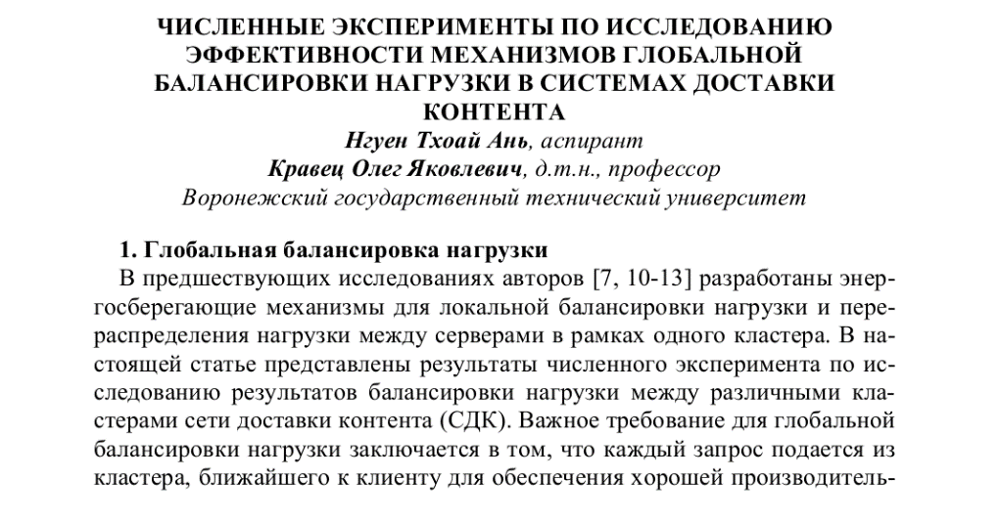 ЧИСЛЕННЫЕ ЭКСПЕРИМЕНТЫ ПО ИССЛЕДОВАНИЮ
ЭФФЕКТИВНОСТИ МЕХАНИЗМОВ ГЛОБАЛЬНОЙ
БАЛАНСИРОВКИ НАГРУЗКИ В СИСТЕМАХ ДОСТАВКИ
КОНТЕНТА
Нгуен Тхоай Ань, аспирант
Кравец Олег Яковлевич, д.т.н., профессор
Воронежский государственный технический университет
1. Глобальная балансировка нагрузки
В предшествующих исследованиях авторов [7, 10-13] разработаны энер-
госберегающие механизмы для локальной балансировки нагрузки и пере-
распределения нагрузки между серверами в рамках одного кластера. В на-
стоящей статье представлены результаты численного эксперимента по ис-
следованию результатов балансировки нагрузки между различными кла-
стерами сети доставки контента (СДК). Важное требование для глобальной
балансировки нагрузки заключается в том, что каждый запрос подается из
кластера, ближайшего к клиенту для обеспечения хорошей производитель-